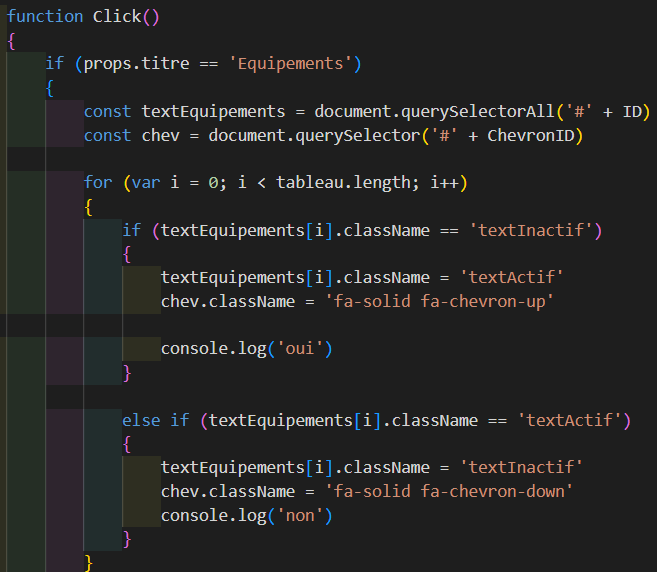 function Click()
{
if (props.titre == 'Equipements')
{
const textEquipements = document.querySelectorAll('#' + ID)
const chev = document.querySelector('#' + ChevronID)
for (var i = 0; i < tableau.length; i++)
{
if (textEquipements[i].className == 'textInactif')
{
textEquipements[i].className = 'textActif'
chev.className = 'fa-solid fa-chevron-up'
console.log('oui')
}
else if (textEquipements[i].className == 'textActif')
{
textEquipements[i].className = 'textInactif'
chev.className = 'fa-solid fa-chevron-down'
console.log('non')
}
}